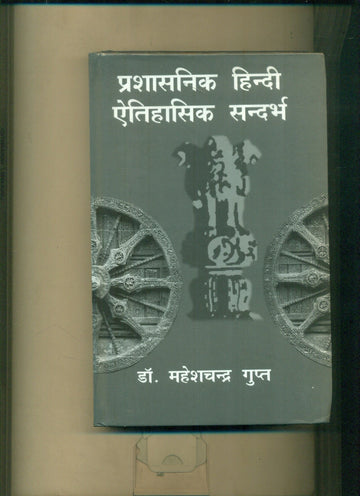 प्रशासनिक हिन्दी
ऐतिहासिक सन्दर्भ
डॉ. महेशचन्द्र गुप्त